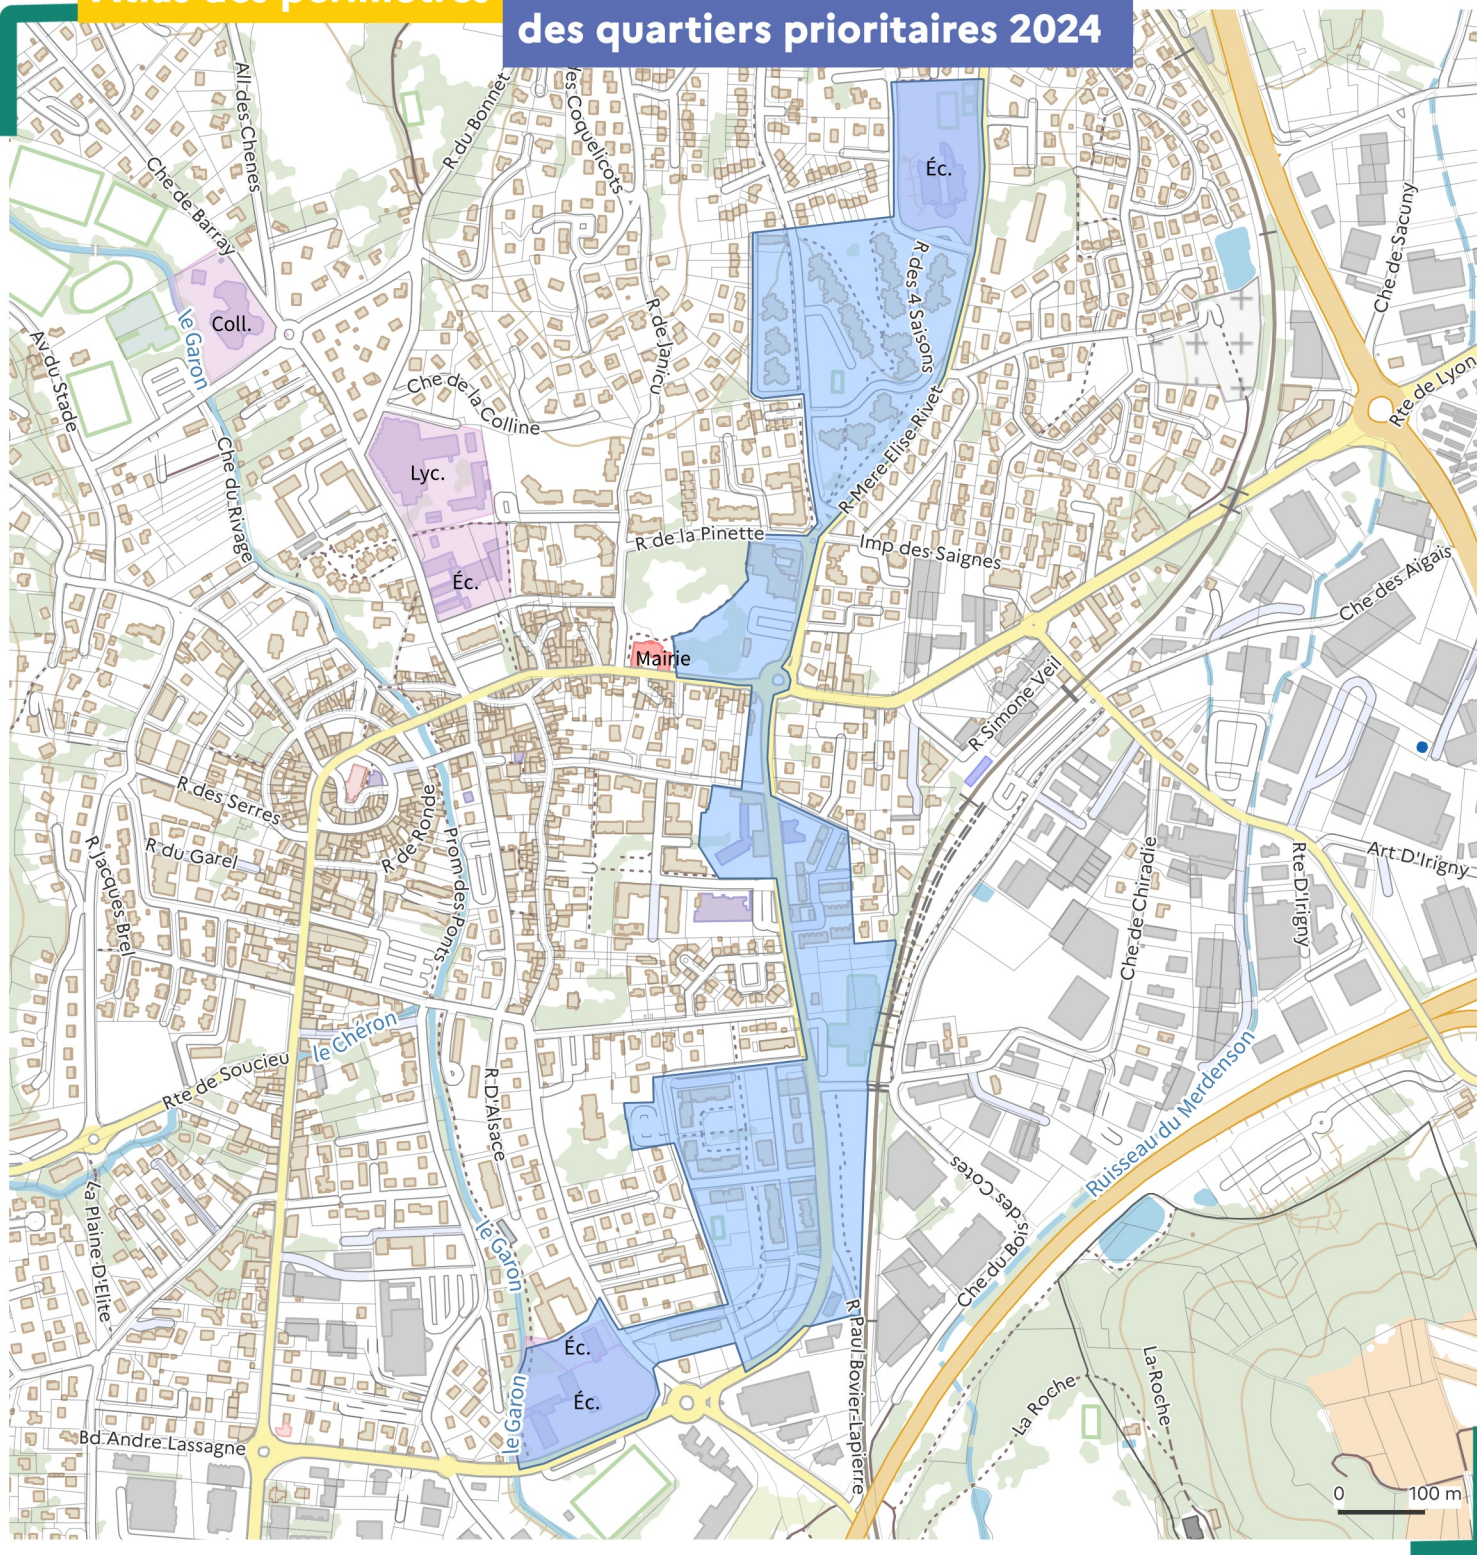 Atlas des périmètres
des quartiers prioritaires 2024
All des Chenes
R du Bonnet
les Coquelicots
Che de Barray
Éc.
Che de Sacuny
R des 4 Saisons
Coll.
le Garon
R de Janicu
Av du Stade
Che de la Colline
Rte de Lyon
R Mere Elise Rivet
Lyc.
Che du Rivage
R de la Pinette
Imp des Saignes
Éc.
Che des Aigais
Mairie
R Simone Veil
R des Serres
R de Ronde
R du Garel
R Jacques Brel
Prom des Ponts
Che de Chiradie
Rte D'Irigny
Art D'Irigny
le Cheron
Rte de Soucieu
R D'Alsace
Ruisseau du Merdenson
La Plaine D'Elite
le Garon
Che du Bois des Cotes
Éc.
Éc.
R Paul Bovier-Lapierre
La Roche
La Roche
le Garon
Bd Andre Lassagne
0 100 m